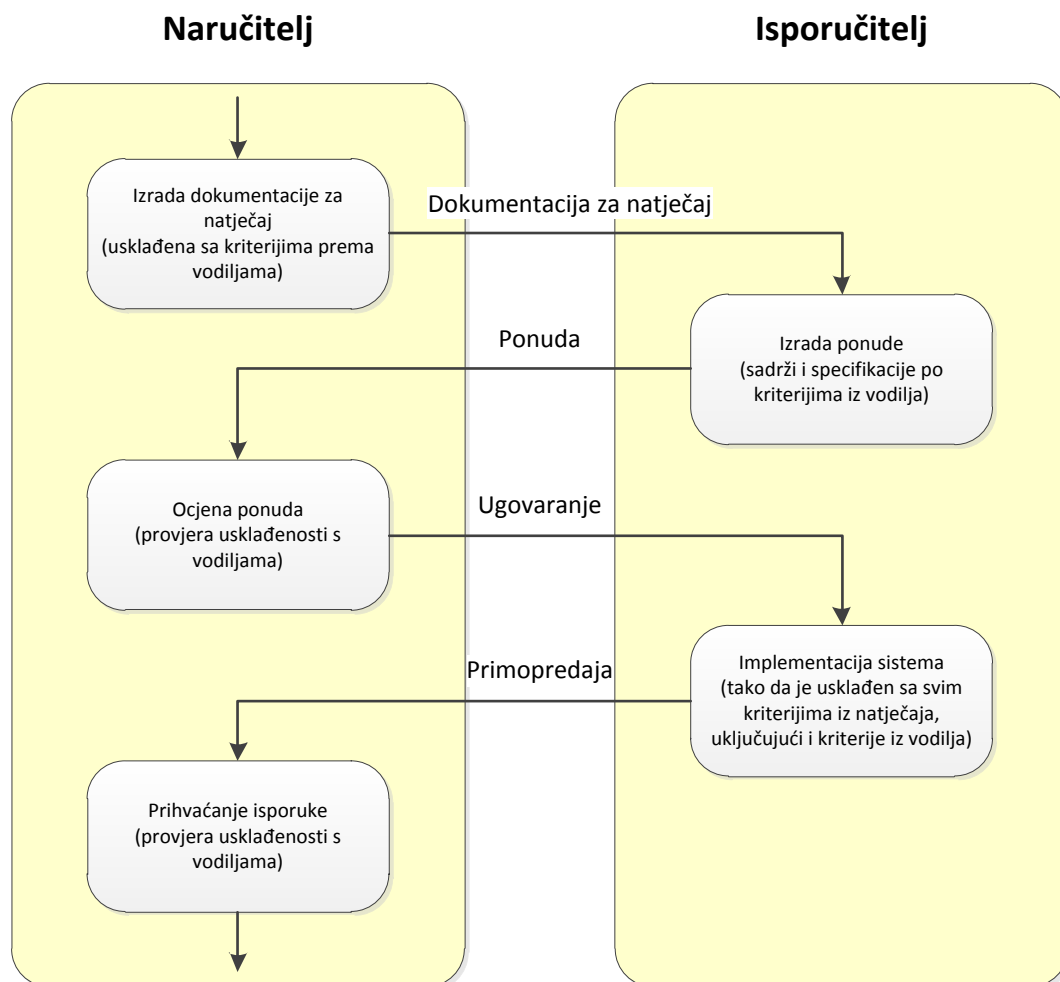 Naručitelj
Isporučitelj
Izrada dokumentacije za
natječaj
(usklađena sa kriterijima prema
vodiljama)
Dokumentacija za natječaj
Izrada ponude
(sadrži i specifikacije po
kriterijima iz vodilja)
Ponuda
Ocjena ponuda
(provjera usklađenosti s
vodiljama)
Ugovaranje
Implementacija sistema
(tako da je usklađen sa svim
kriterijima iz natječaja,
uključujući i kriterije iz vodilja)
Primopredaja
Prihvaćanje isporuke
(provjera usklađenosti s
vodiljama)